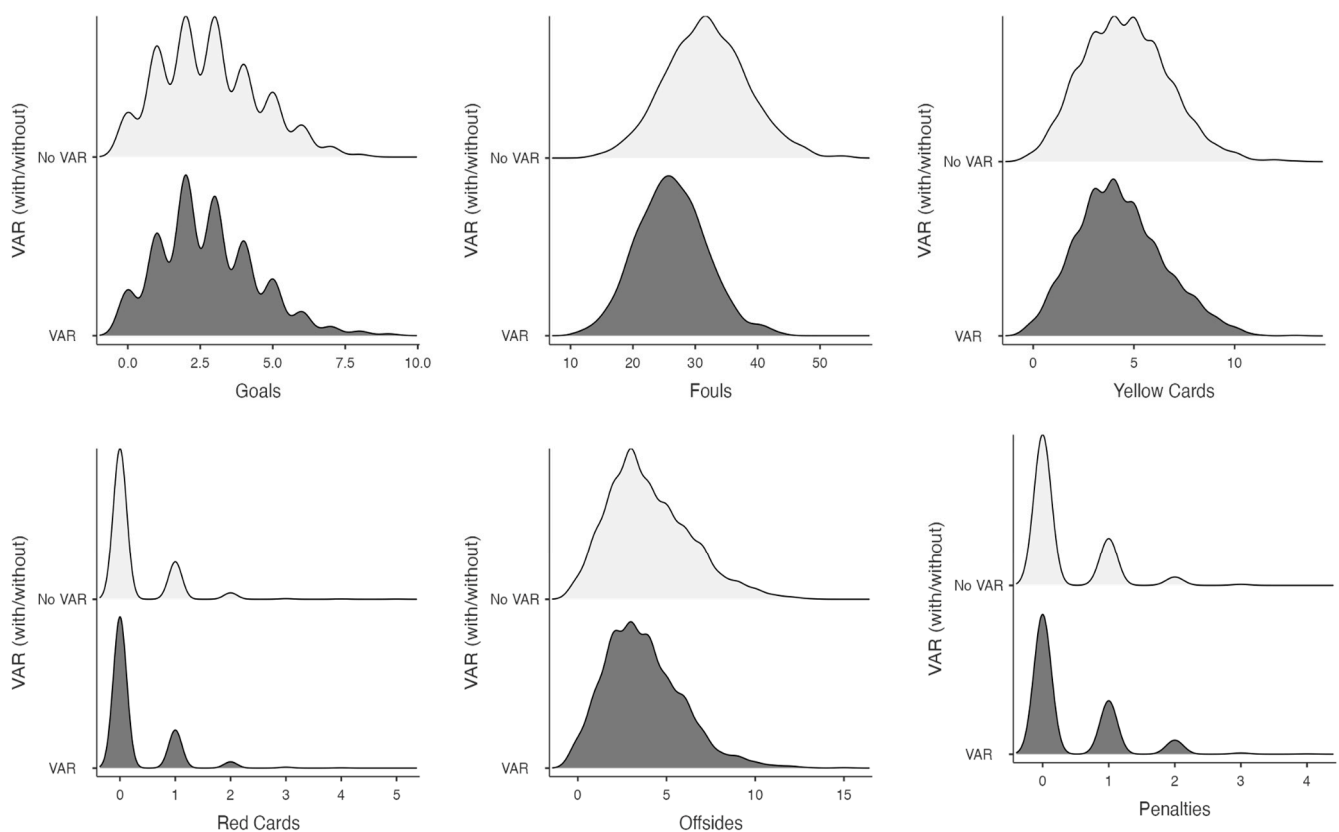 VAR (with/without)
No VAR
VAR
0.0 2.5 5.0 7.5 10.0
Goals
VAR (with/without)
No VAR
VAR
10 20 30 40 50
Fouls
VAR (with/without)
No VAR
VAR
0 5 10
Yellow Cards
VAR (with/without)
No VAR
VAR
0 1 2 3 4 5
Red Cards
VAR (with/without)
No VAR
VAR
0 5 10 15
Offsides
VAR (with/without)
No VAR
VAR
0 1 2 3 4
Penalties